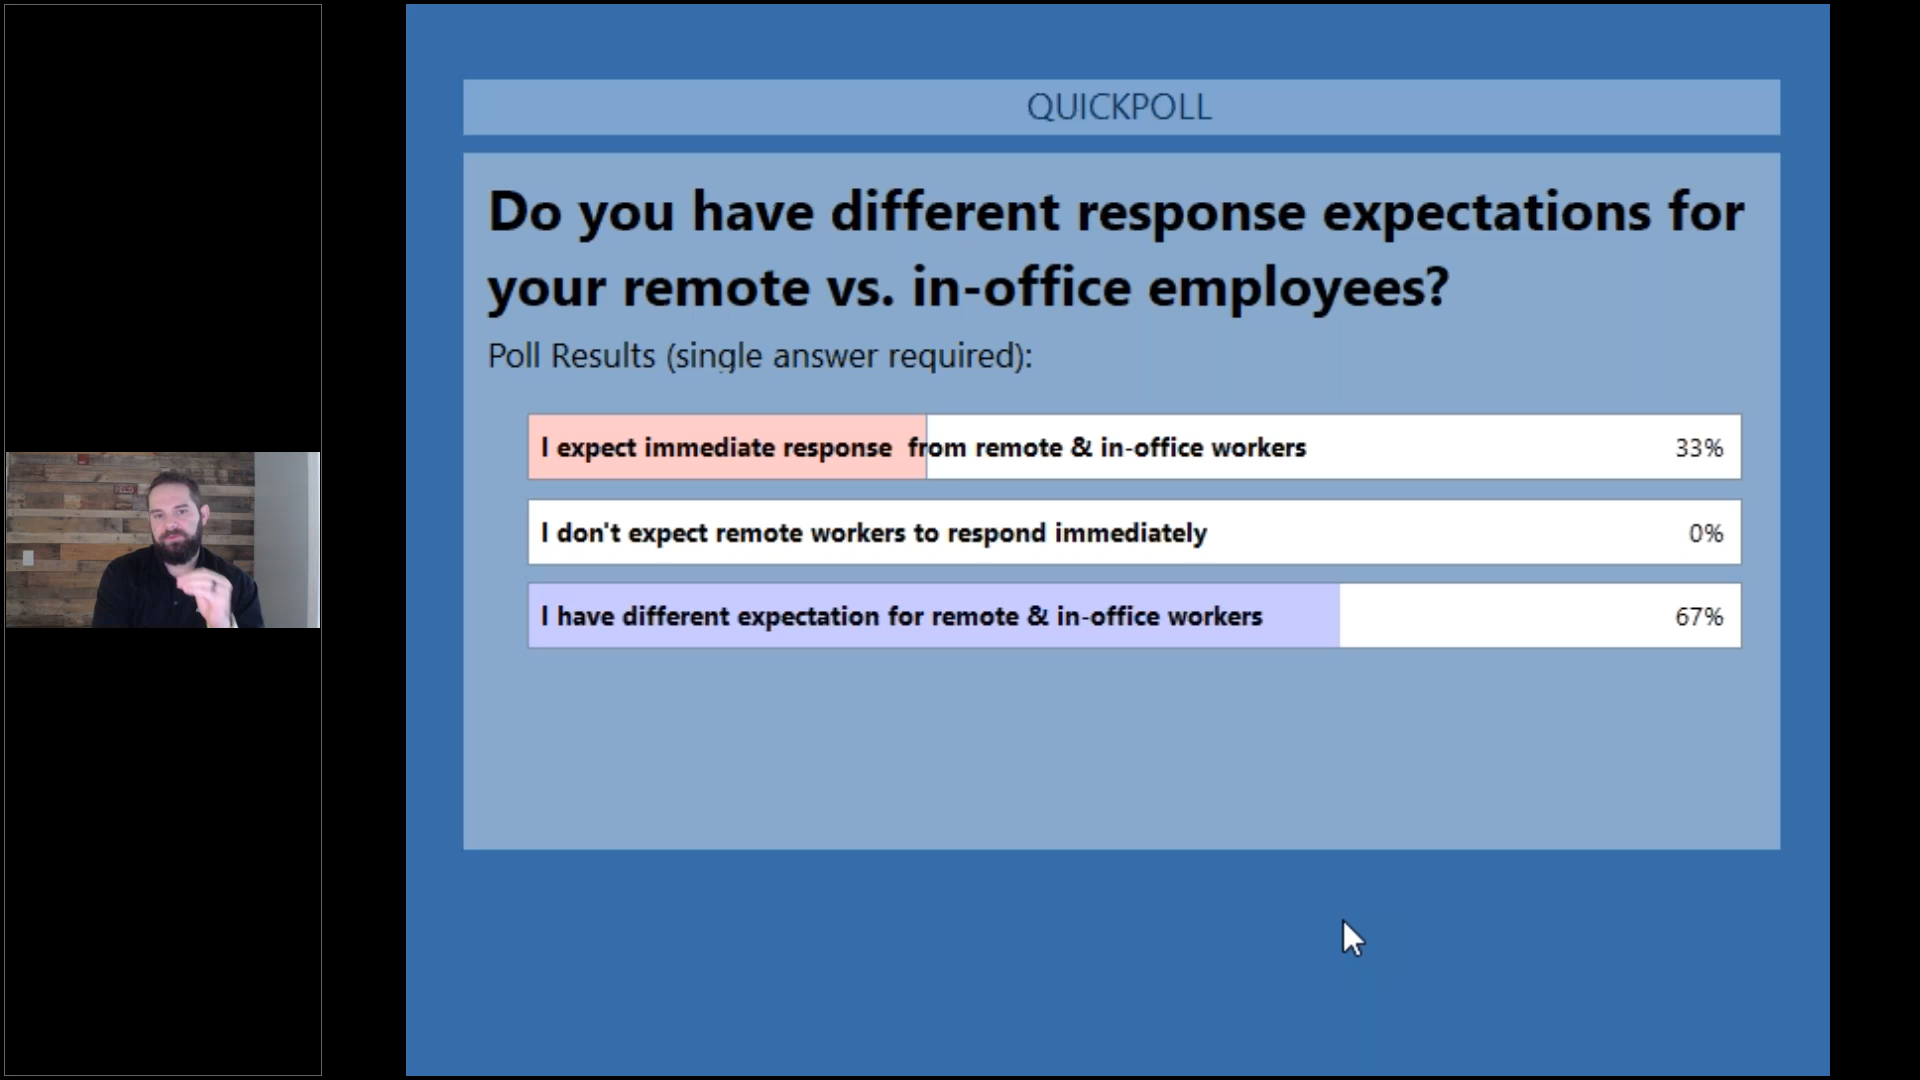 QUICKPOLL
Do you have different response expectations for
your remote vs. in-office employees?
Poll Results (single answer required):
I expect immediate response  from remote & in-office workers 33%
I don't expect remote workers to respond immediately 0%
I have different expectation for remote & in-office workers 67%